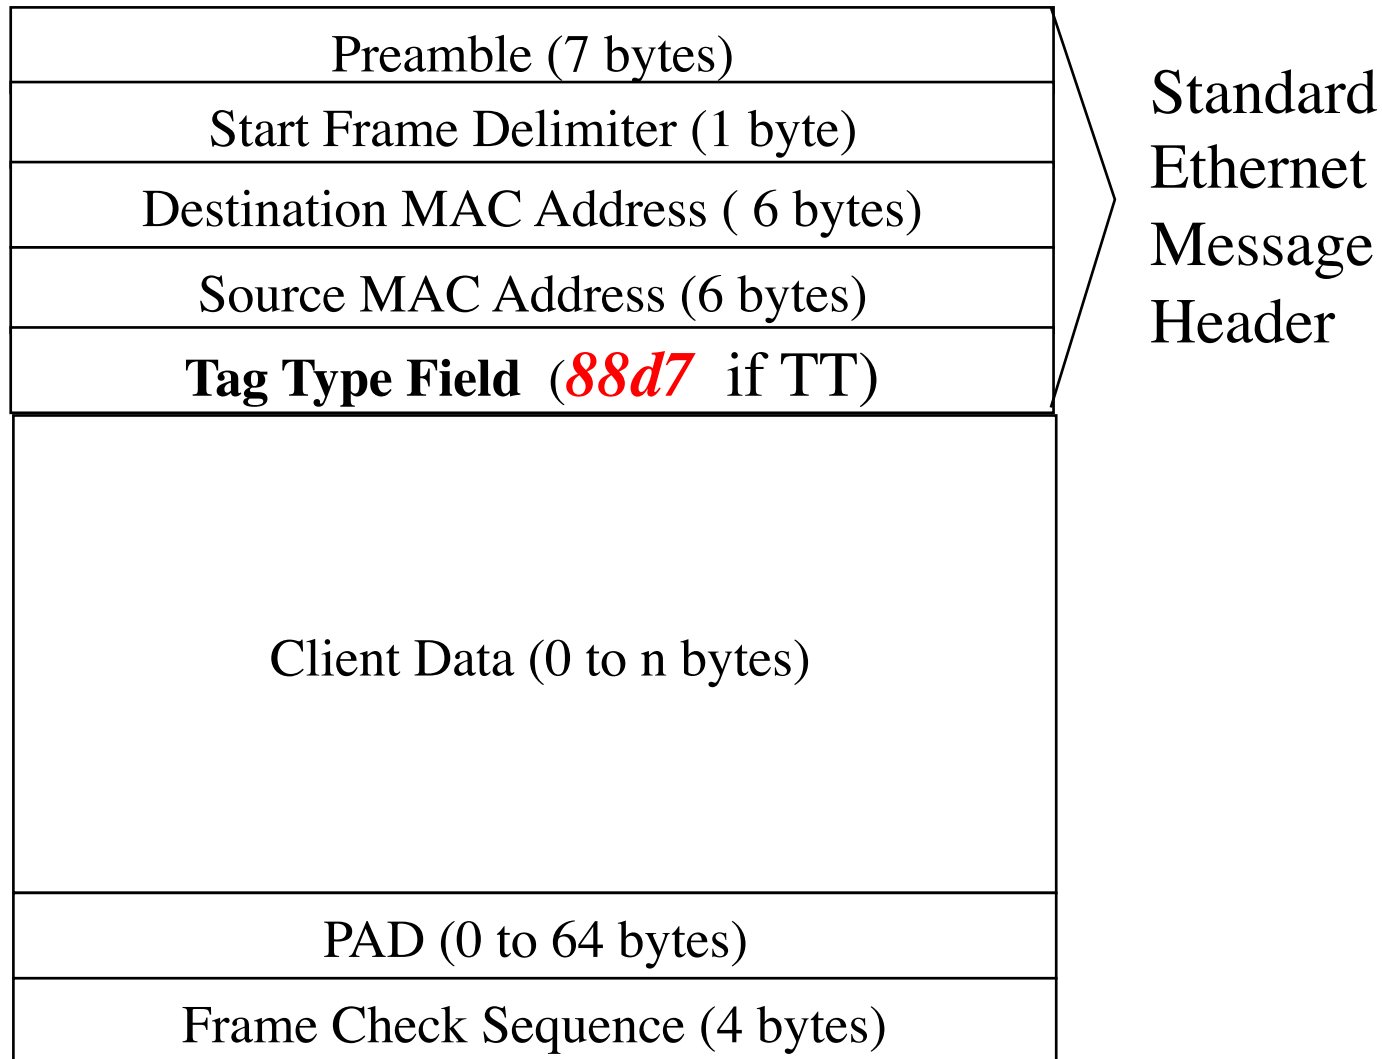 Preamble (7 bytes)
Start Frame Delimiter (1 byte)
Destination MAC Address ( 6 bytes)
Source MAC Address (6 bytes)
Tag Type Field (88d7 if TT)
Standard
Ethernet
Message
Header
Client Data (0 to n bytes)
PAD (0 to 64 bytes)
Frame Check Sequence (4 bytes)